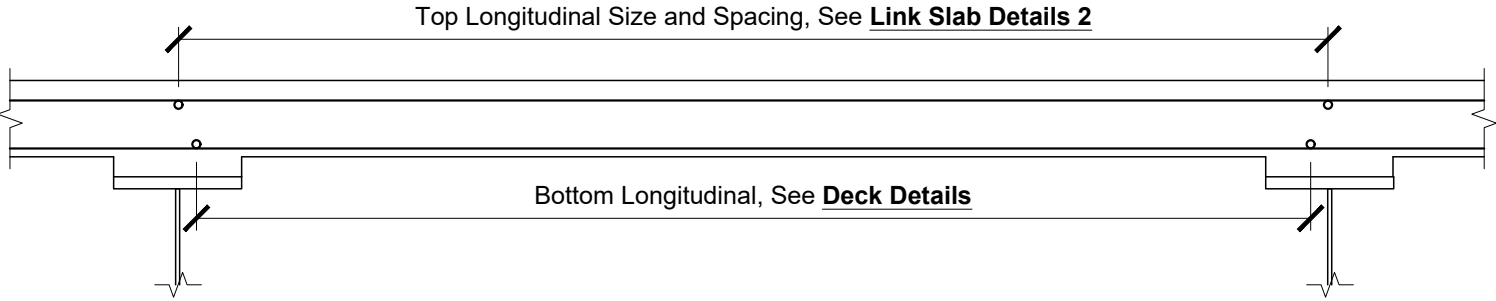 Top Longitudinal Size and Spacing, See Link Slab Details 2
Bottom Longitudinal, See Deck Details